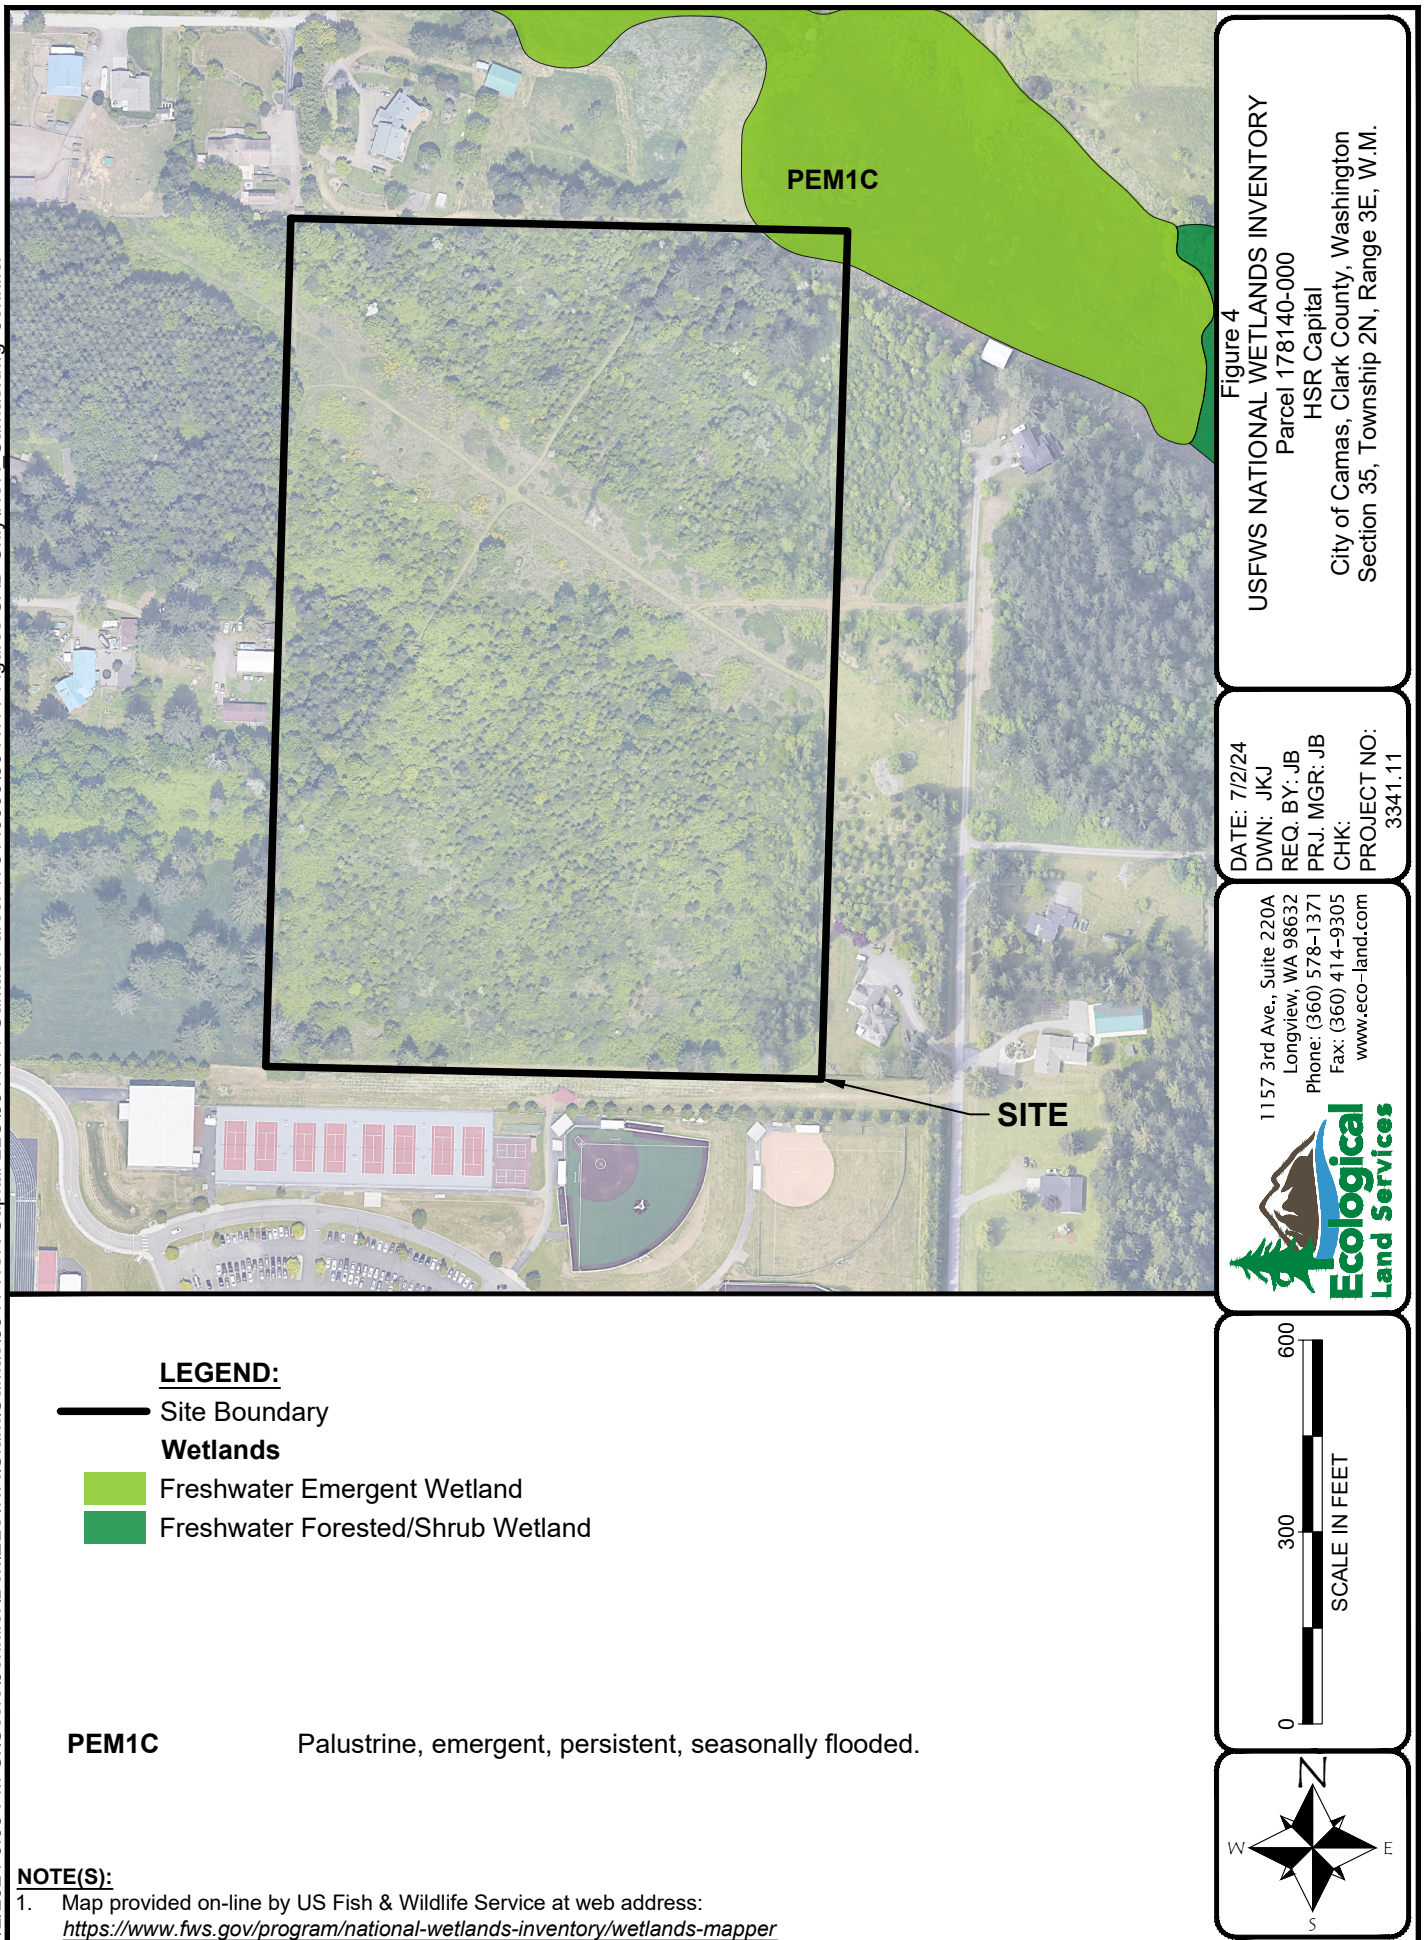 PEM1C
SITE
Figure 4
USFWS NATIONAL WETLANDS INVENTORY
Parcel 178140-000
HSR Capital
City of Camas, Clark County, Washington
Section 35, Township 2N, Range 3E, W.M.
DATE: 7/2/24
DWN: JKJ
REQ. BY: JB
PRJ. MGR: JB
CHK:
PROJECT NO:
3341.11
1157 3rd Ave., Suite 220A
Longview, WA 98632
Phone: (360) 578-1371
Fax: (360) 414-9305
www.eco-land.com
Ecological
Land Services
0 300 600
SCALE IN FEET
N
W E
S
LEGEND:
Site Boundary
Wetlands
Freshwater Emergent Wetland
Freshwater Forested/Shrub Wetland
PEM1C Palustrine, emergent, persistent, seasonally flooded.
NOTE(S):
1. Map provided on-line by US Fish & Wildlife Service at web address:
https://www.fws.gov/program/national-wetlands-inventory/wetlands-mapper